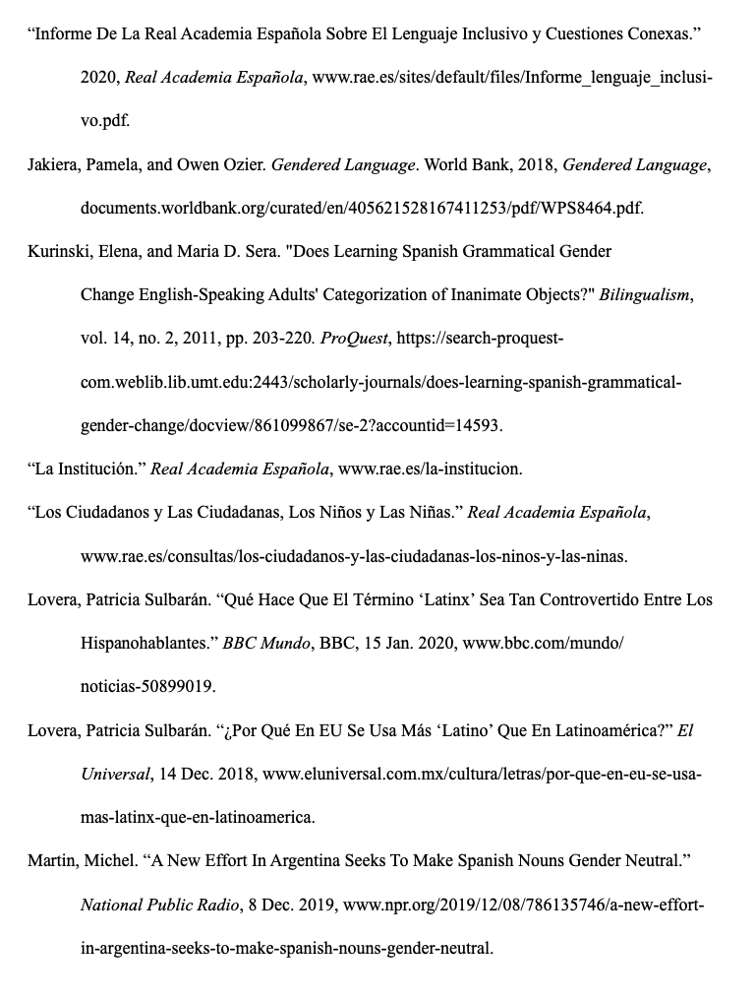 “Informe De La Real Academia Española Sobre El Lenguaje Inclusivo y Cuestiones Conexas.”
2020, Real Academia Española, www.rae.es/sites/default/files/Informe_lenguaje_inclusi-
vo.pdf.
Jakiera, Pamela, and Owen Ozier. Gendered Language. World Bank, 2018, Gendered Language,
documents.worldbank.org/curated/en/405621528167411253/pdf/WPS8464.pdf.
Kurinski, Elena, and Maria D. Sera. "Does Learning Spanish Grammatical Gender
Change English-Speaking Adults' Categorization of Inanimate Objects?" Bilingualism,
vol. 14, no. 2, 2011, pp. 203-220. ProQuest, https://search-proquest-
com.weblib.lib.umt.edu:2443/scholarly-journals/does-learning-spanish-grammatical-
gender-change/docview/861099867/se-2?accountid=14593.
“La Institución.” Real Academia Española, www.rae.es/la-institucion.
“Los Ciudadanos y Las Ciudadanas, Los Niños y Las Niñas.” Real Academia Española,
www.rae.es/consultas/los-ciudadanos-y-las-ciudadanas-los-ninos-y-las-ninas.
Lovera, Patricia Sulbarán. “Qué Hace Que El Término ‘Latinx’ Sea Tan Controvertido Entre Los
Hispanohablantes.” BBC Mundo, BBC, 15 Jan. 2020, www.bbc.com/mundo/
noticias-50899019.
Lovera, Patricia Sulbarán. “¿Por Qué En EU Se Usa Más ‘Latino’ Que En Latinoamérica?” El
Universal, 14 Dec. 2018, www.eluniversal.com.mx/cultura/letras/por-que-en-eu-se-usa-
mas-latinx-que-en-latinoamerica.
Martin, Michel. “A New Effort In Argentina Seeks To Make Spanish Nouns Gender Neutral.”
National Public Radio, 8 Dec. 2019, www.npr.org/2019/12/08/786135746/a-new-effort-
in-argentina-seeks-to-make-spanish-nouns-gender-neutral.